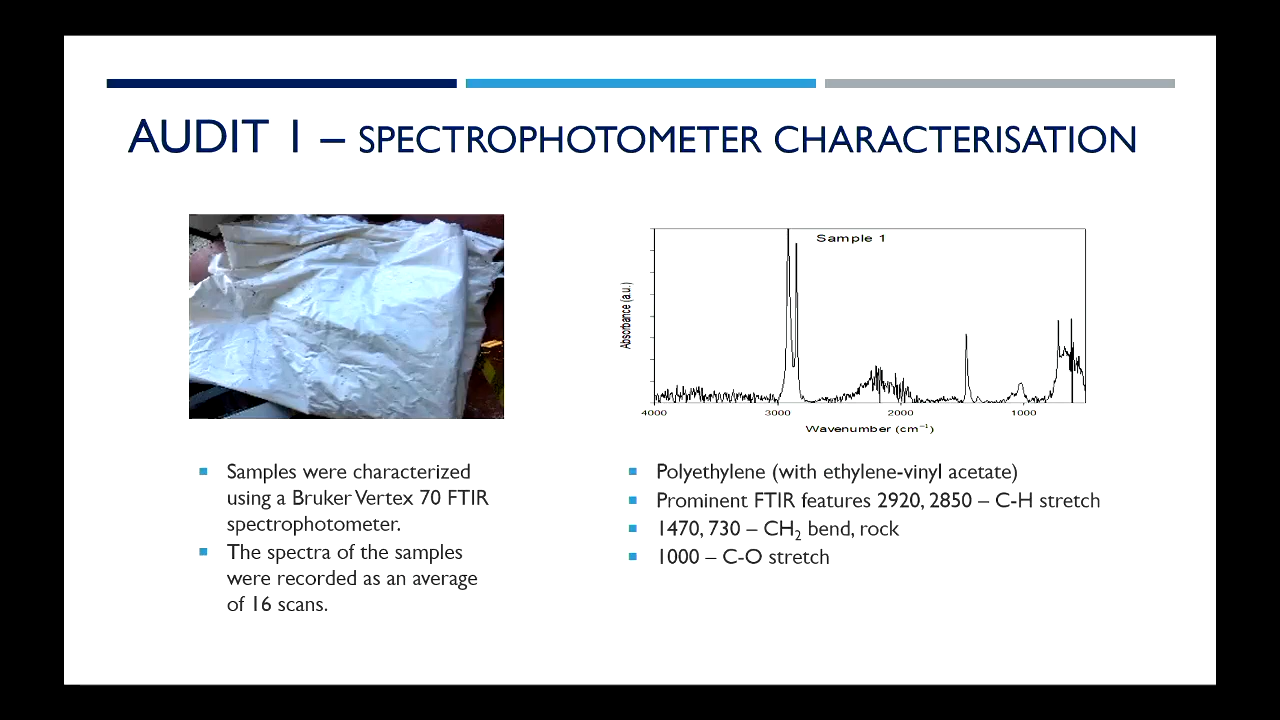 AUDIT 1 – SPECTROPHOTOMETER CHARACTERISATION
Sample 1
Absorbance (a.u.)
4000 3000 2000 1000
Wavenumber (cm⁻¹)
Samples were characterized
using a Bruker Vertex 70 FTIR
spectrophotometer.
The spectra of the samples
were recorded as an average
of 16 scans.
Polyethylene (with ethylene-vinyl acetate)
Prominent FTIR features 2920, 2850 – C-H stretch
1470, 730 – CH₂ bend, rock
1000 – C-O stretch